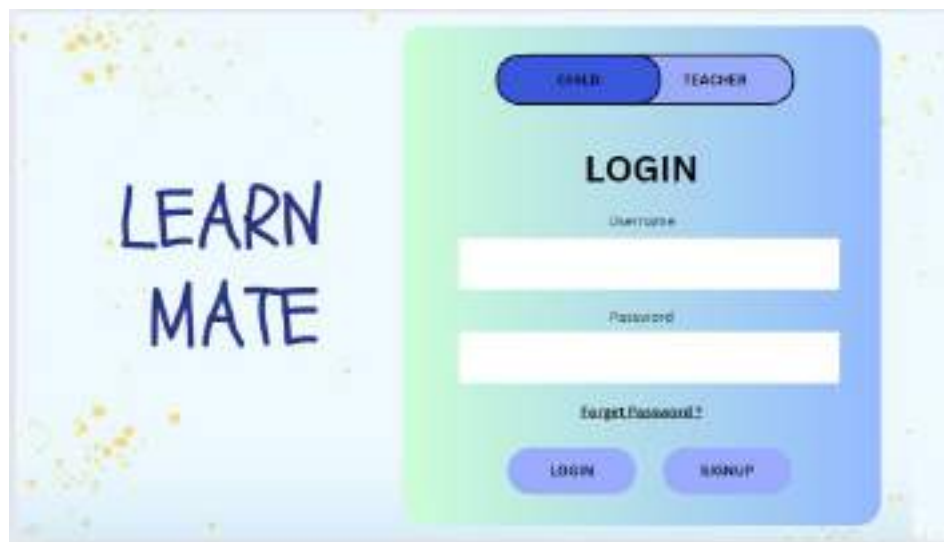 LEARN
MATE
CHILD TEACHER
LOGIN
Username
Password
Forget Password ?
LOGIN SIGNUP